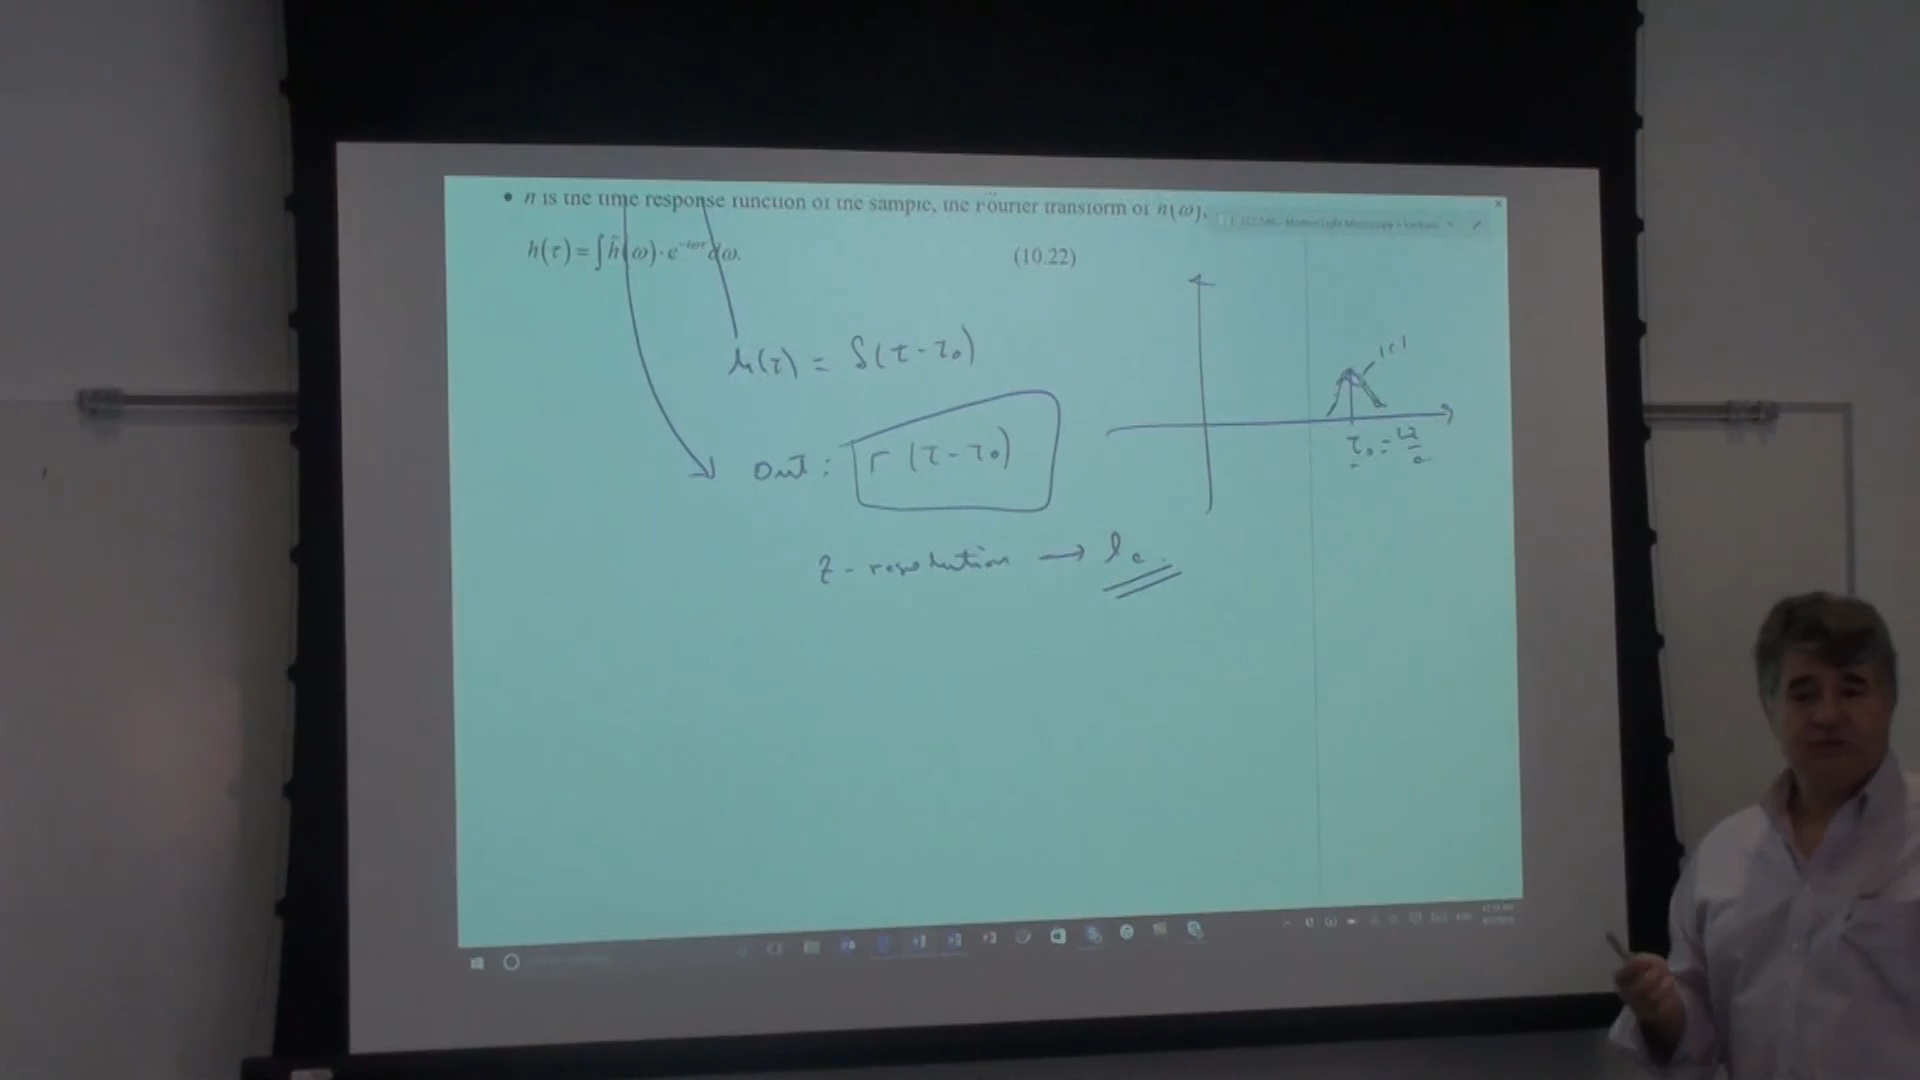 • h is the time response function of the sample, the Fourier transform of h̃(ω).
h(τ) = ∫ h̃(ω) · e^{-iωτ} dω. (10.22)
h(τ) = δ(τ - τ₀)
|Γ|
Out : Γ (τ - τ₀)
z - resolution → lc.